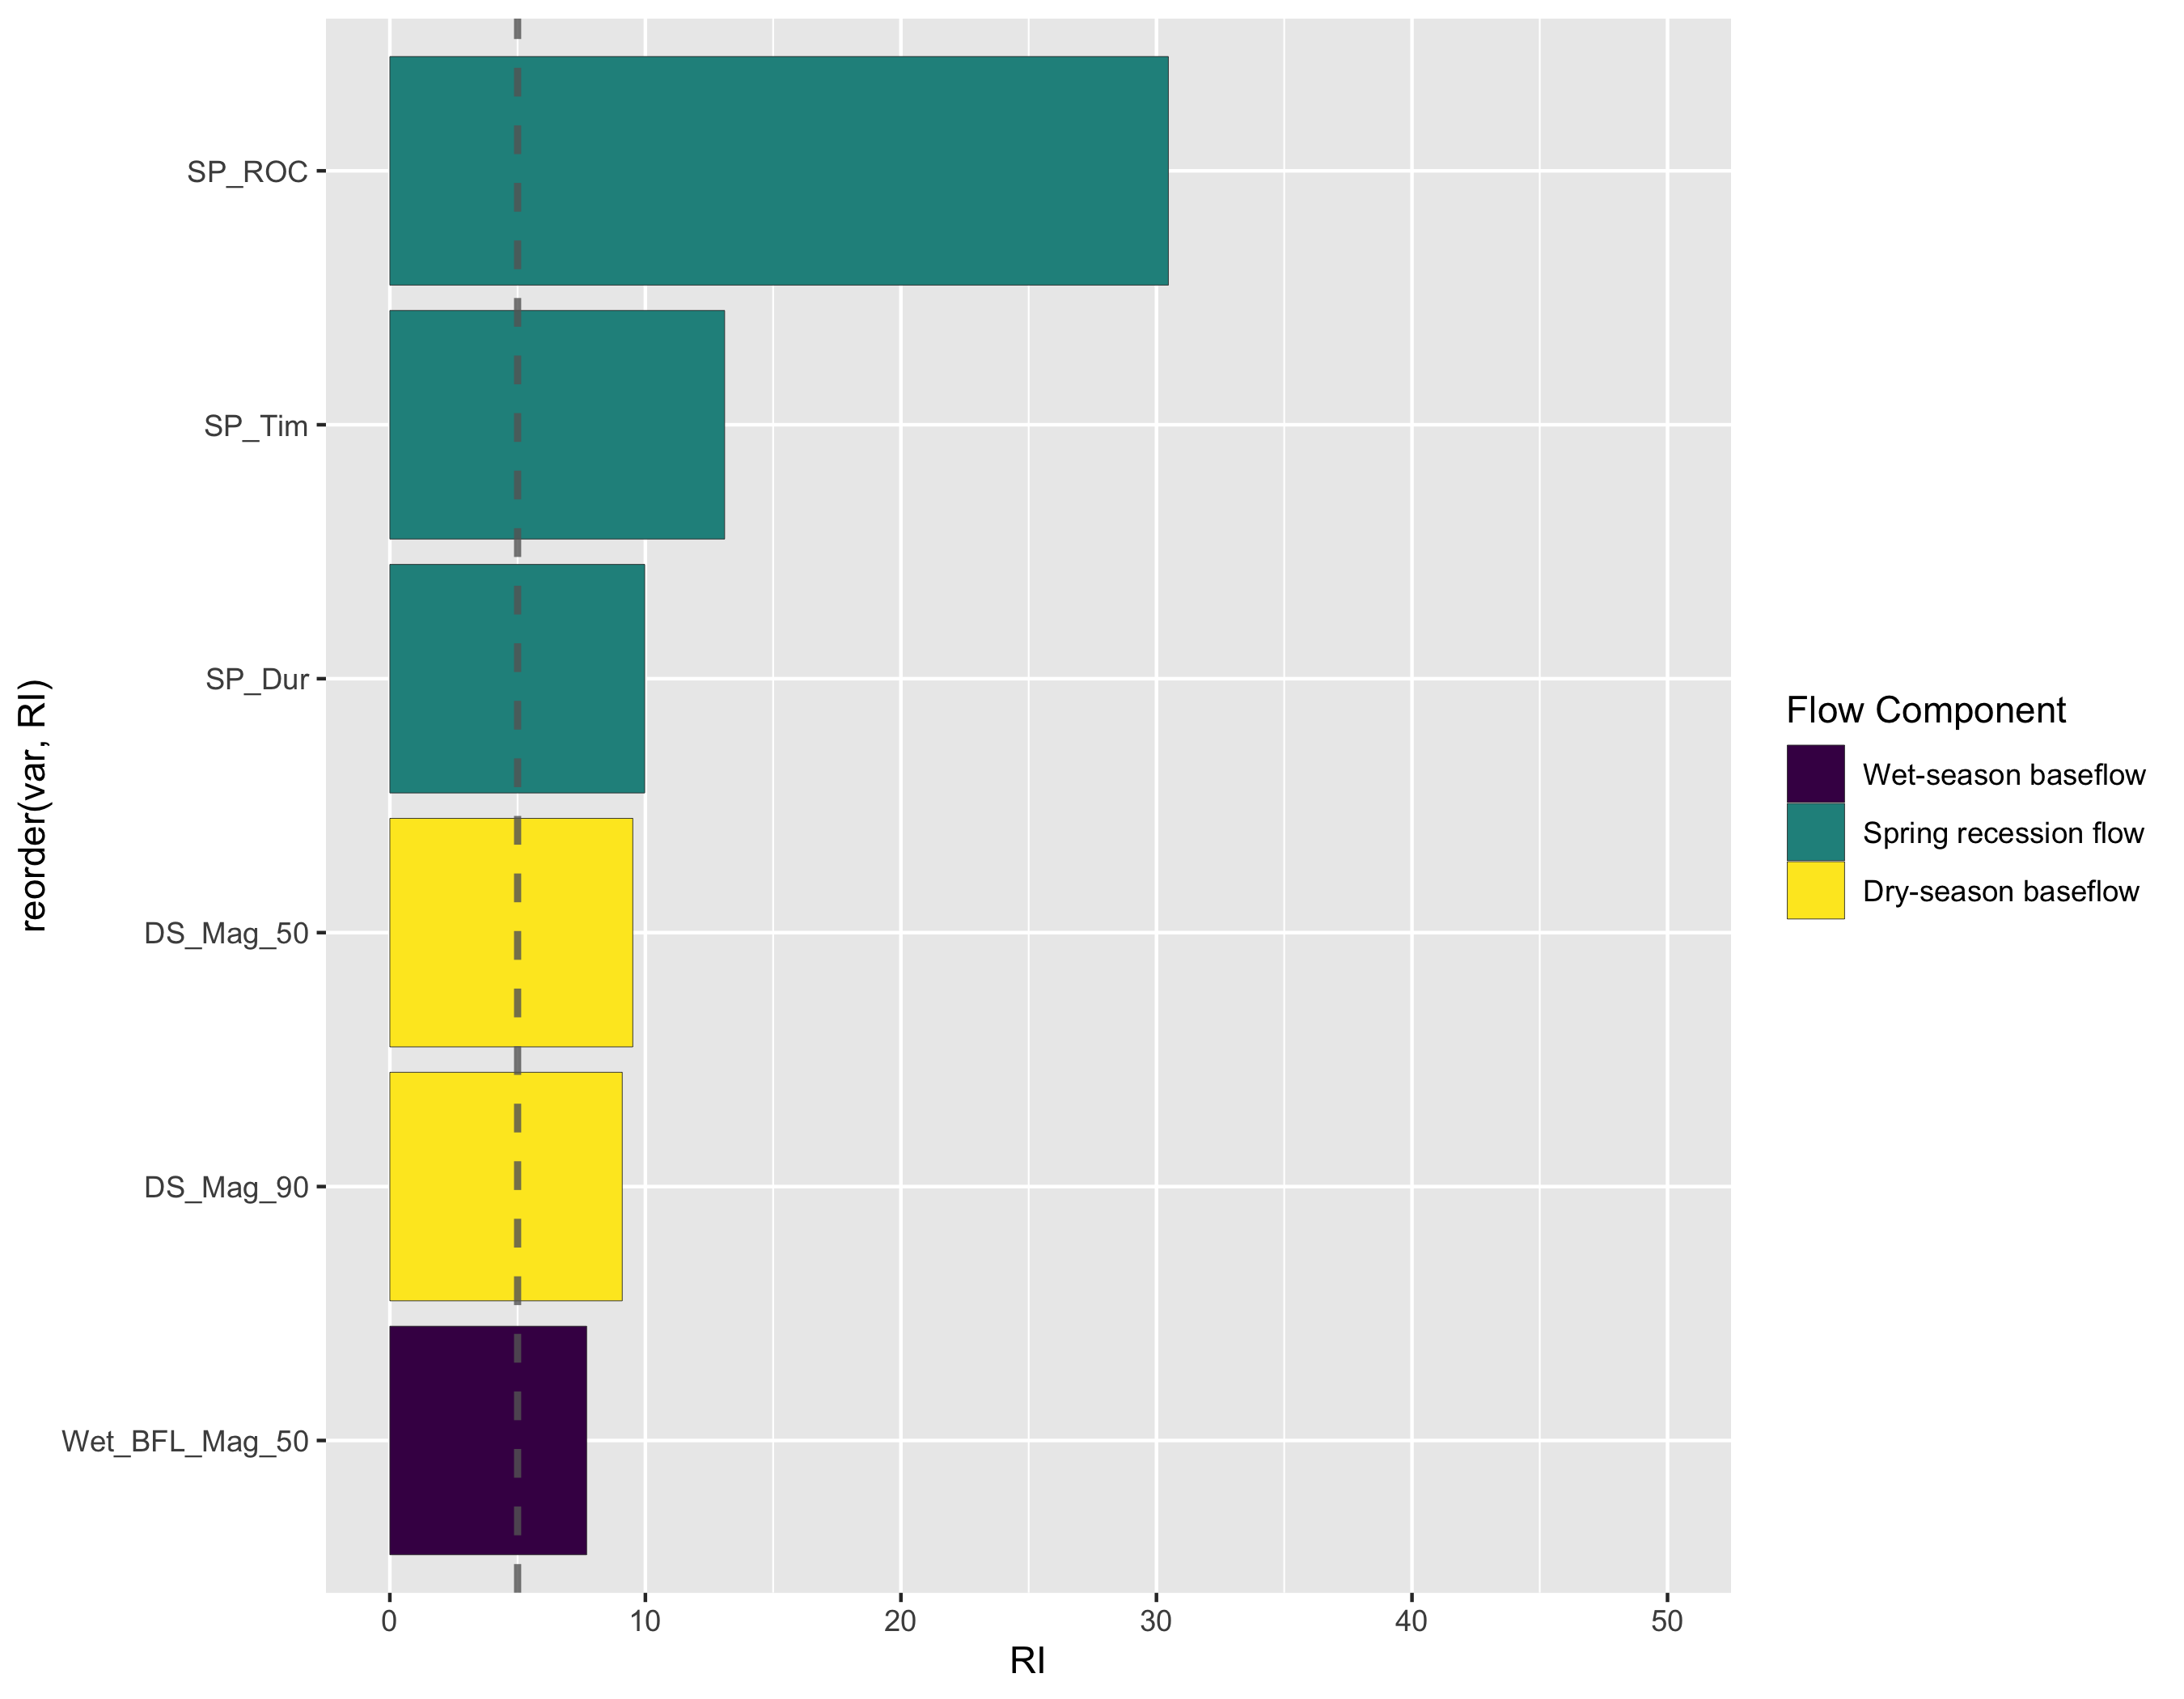 SP_ROC
SP_Tim
SP_Dur
DS_Mag_50
DS_Mag_90
Wet_BFL_Mag_50
reorder(var, RI)
0 10 20 30 40 50
RI
Flow Component
Wet-season baseflow
Spring recession flow
Dry-season baseflow